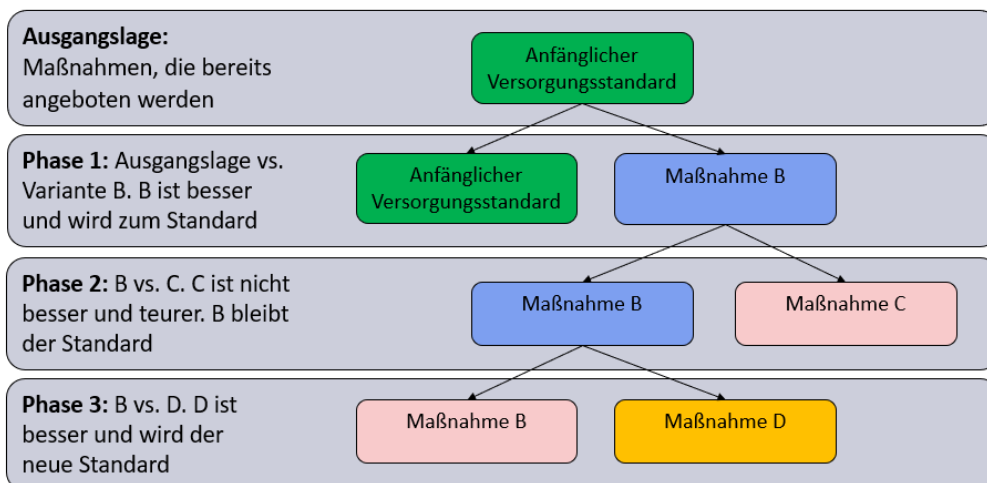 Ausgangslage:
Maßnahmen, die bereits
angeboten werden
Anfänglicher
Versorgungsstandard
Phase 1: Ausgangslage vs.
Variante B. B ist besser
und wird zum Standard
Anfänglicher
Versorgungsstandard
Maßnahme B
Phase 2: B vs. C. C ist nicht
besser und teurer. B bleibt
der Standard
Maßnahme B
Maßnahme C
Phase 3: B vs. D. D ist
besser und wird der
neue Standard
Maßnahme B
Maßnahme D